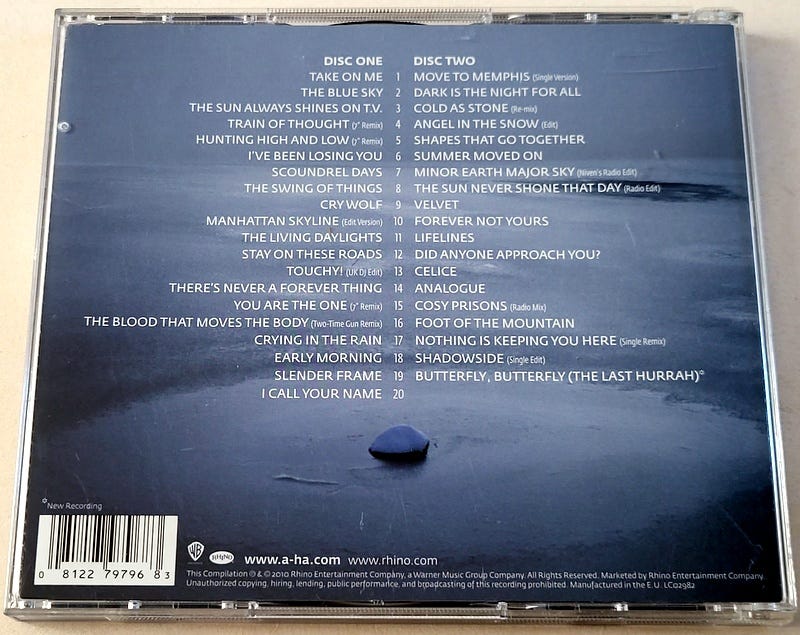 DISC ONE DISC TWO
TAKE ON ME 1 MOVE TO MEMPHIS (Single Version)
THE BLUE SKY 2 DARK IS THE NIGHT FOR ALL
THE SUN ALWAYS SHINES ON T.V. 3 COLD AS STONE (Re-mix)
TRAIN OF THOUGHT (7" Remix) 4 ANGEL IN THE SNOW (Edit)
HUNTING HIGH AND LOW (7" Remix) 5 SHAPES THAT GO TOGETHER
I'VE BEEN LOSING YOU 6 SUMMER MOVED ON
SCOUNDREL DAYS 7 MINOR EARTH MAJOR SKY (Niven's Radio Edit)
THE SWING OF THINGS 8 THE SUN NEVER SHONE THAT DAY (Radio Edit)
CRY WOLF 9 VELVET
MANHATTAN SKYLINE (Edit Version) 10 FOREVER NOT YOURS
THE LIVING DAYLIGHTS 11 LIFELINES
STAY ON THESE ROADS 12 DID ANYONE APPROACH YOU?
TOUCHY! (UK DJ Edit) 13 CELICE
THERE'S NEVER A FOREVER THING 14 ANALOGUE
YOU ARE THE ONE (7" Remix) 15 COSY PRISONS (Radio Mix)
THE BLOOD THAT MOVES THE BODY (Two-Time Gun Remix) 16 FOOT OF THE MOUNTAIN
CRYING IN THE RAIN 17 NOTHING IS KEEPING YOU HERE (Single Remix)
EARLY MORNING 18 SHADOWSIDE (Single Edit)
SLENDER FRAME 19 BUTTERFLY, BUTTERFLY (THE LAST HURRAH)*
I CALL YOUR NAME 20
*New Recording
0 8122 79796 8 3
WB RHINO www.a-ha.com www.rhino.com
This Compilation ℗ & © 2010 Rhino Entertainment Company, a Warner Music Group Company. All Rights Reserved. Marketed by Rhino Entertainment Company.
Unauthorized copying, hiring, lending, public performance, and broadcasting of this recording prohibited. Manufactured in the E.U. LC02982